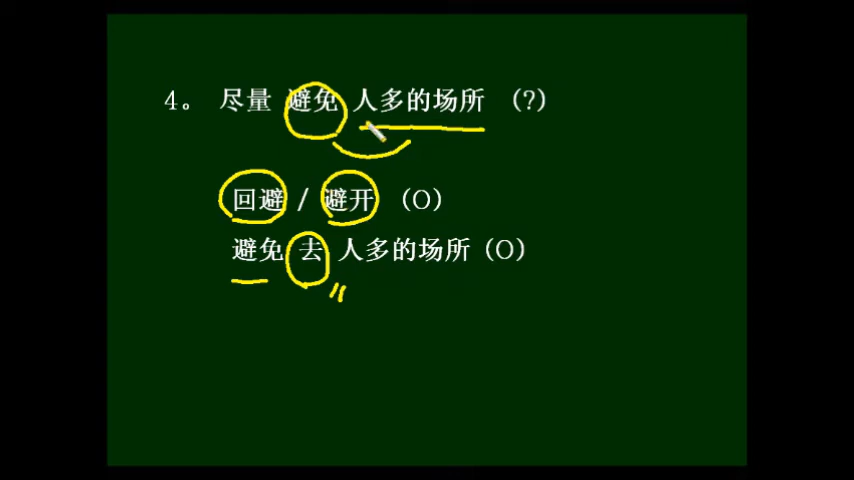 4。 尽量 避免 人多的场所 (?)
回避 / 避开 (O)
避免 去 人多的场所 (O)